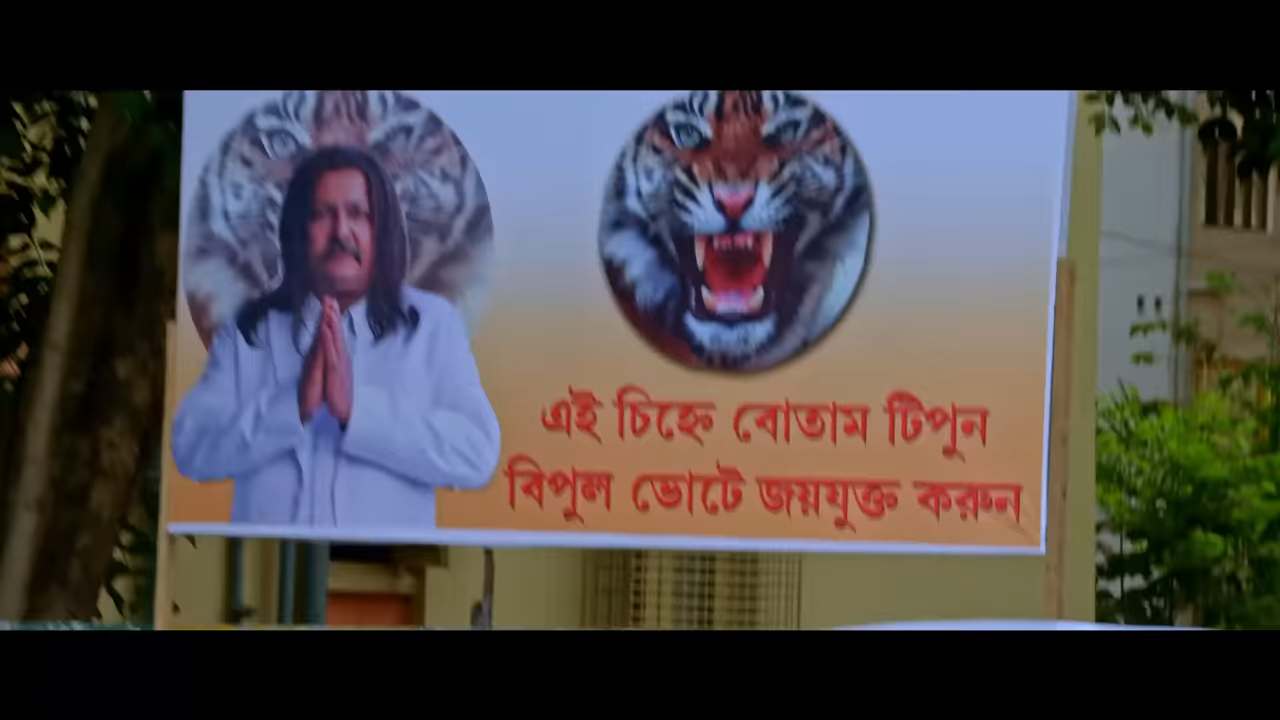 এই চিহ্নে বোতাম টিপুন
বিপুল ভোটে জয়যুক্ত করুন